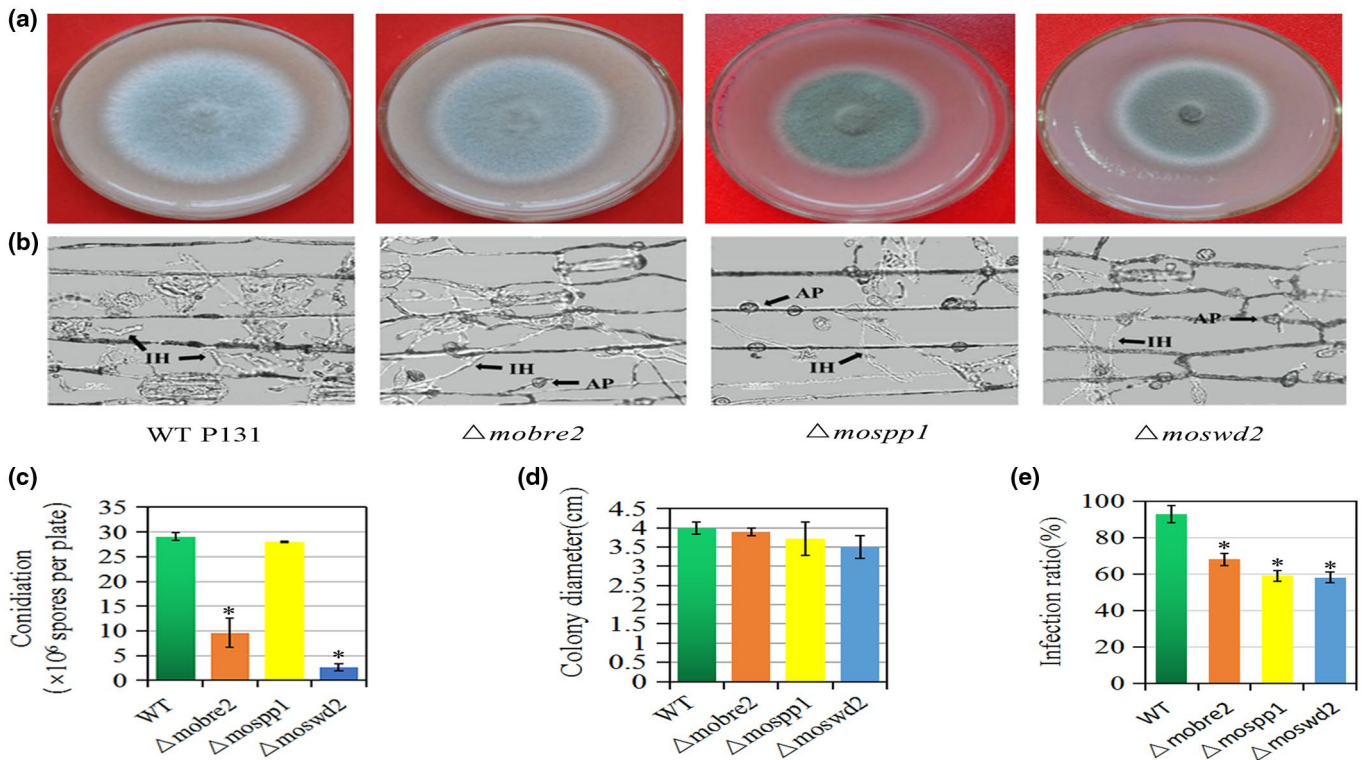 (a)
(b)
IH
IH
AP
AP
IH
AP
IH
WT P131
△mobre2
△mospp1
△moswd2
(c)
Conidiation
(×10⁶ spores per plate)
35
30
25
20
15
10
5
0
*
*
WT
△mobre2
△mospp1
△moswd2
(d)
Colony diameter(cm)
4.5
4
3.5
3
2.5
2
1.5
1
0.5
0
WT
△mobre2
△mospp1
△moswd2
(e)
Infection ratio(%)
100
80
60
40
20
0
*
*
*
WT
△mobre2
△mospp1
△moswd2